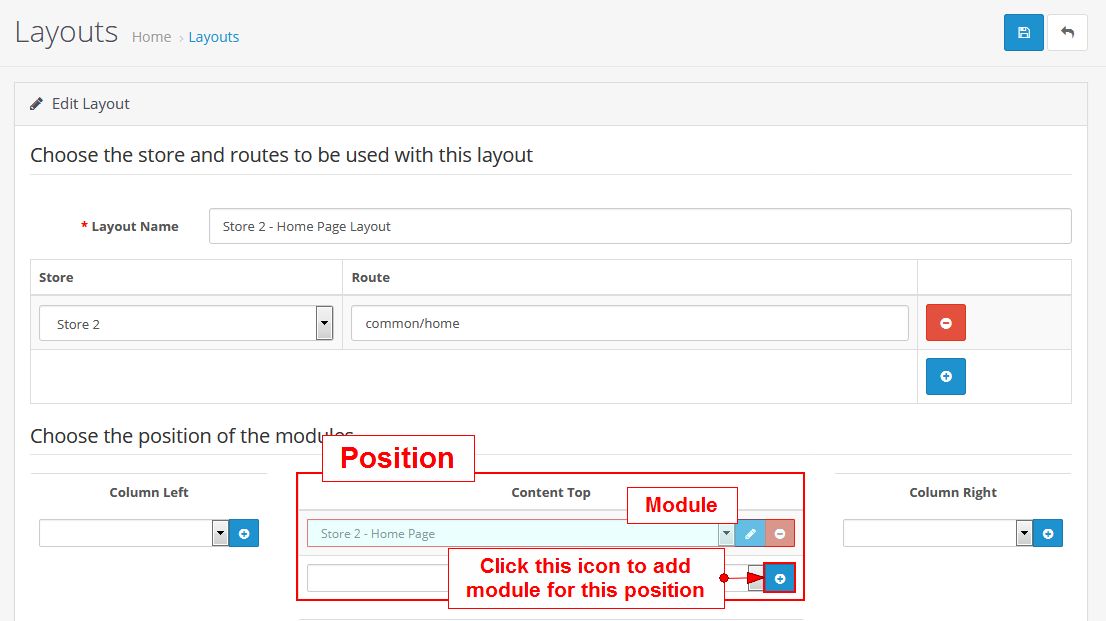 Layouts Home › Layouts
Edit Layout
Choose the store and routes to be used with this layout
* Layout Name Store 2 - Home Page Layout
Store Route
Store 2 common/home
Choose the position of the modules
Position
Column Left Content Top Column Right
Module
Store 2 - Home Page
Click this icon to add
module for this position